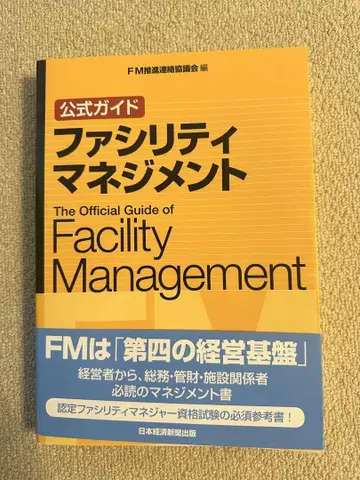 FM推進連絡協議会 編
公式ガイド
ファシリティ
マネジメント
The Official Guide of
Facility
Management
FMは「第四の経営基盤」
経営者から、総務・管財・施設関係者
必読のマネジメント書
認定ファシリティマネジャー資格試験の必須参考書！
日本経済新聞出版